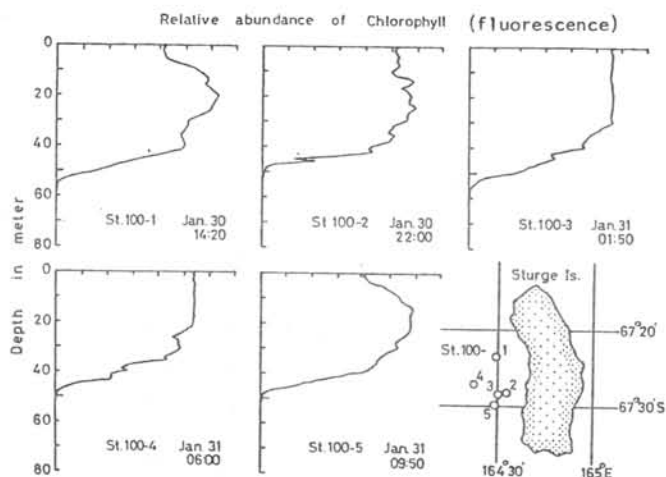 Relative abundance of Chlorophyll (fluorescence)
0
20
40
60
80
Depth in meter
St.100-1 Jan.30
14:20
St 100-2 Jan.30
22:00
St.100-3 Jan.31
01:50
0
20
40
60
80
St.100-4 Jan.31
06:00
St.100-5 Jan.31
09:50
Sturge Is.
67°20'
St.100-
1
4
3
2
5
67°30'S
164°30'
165°E